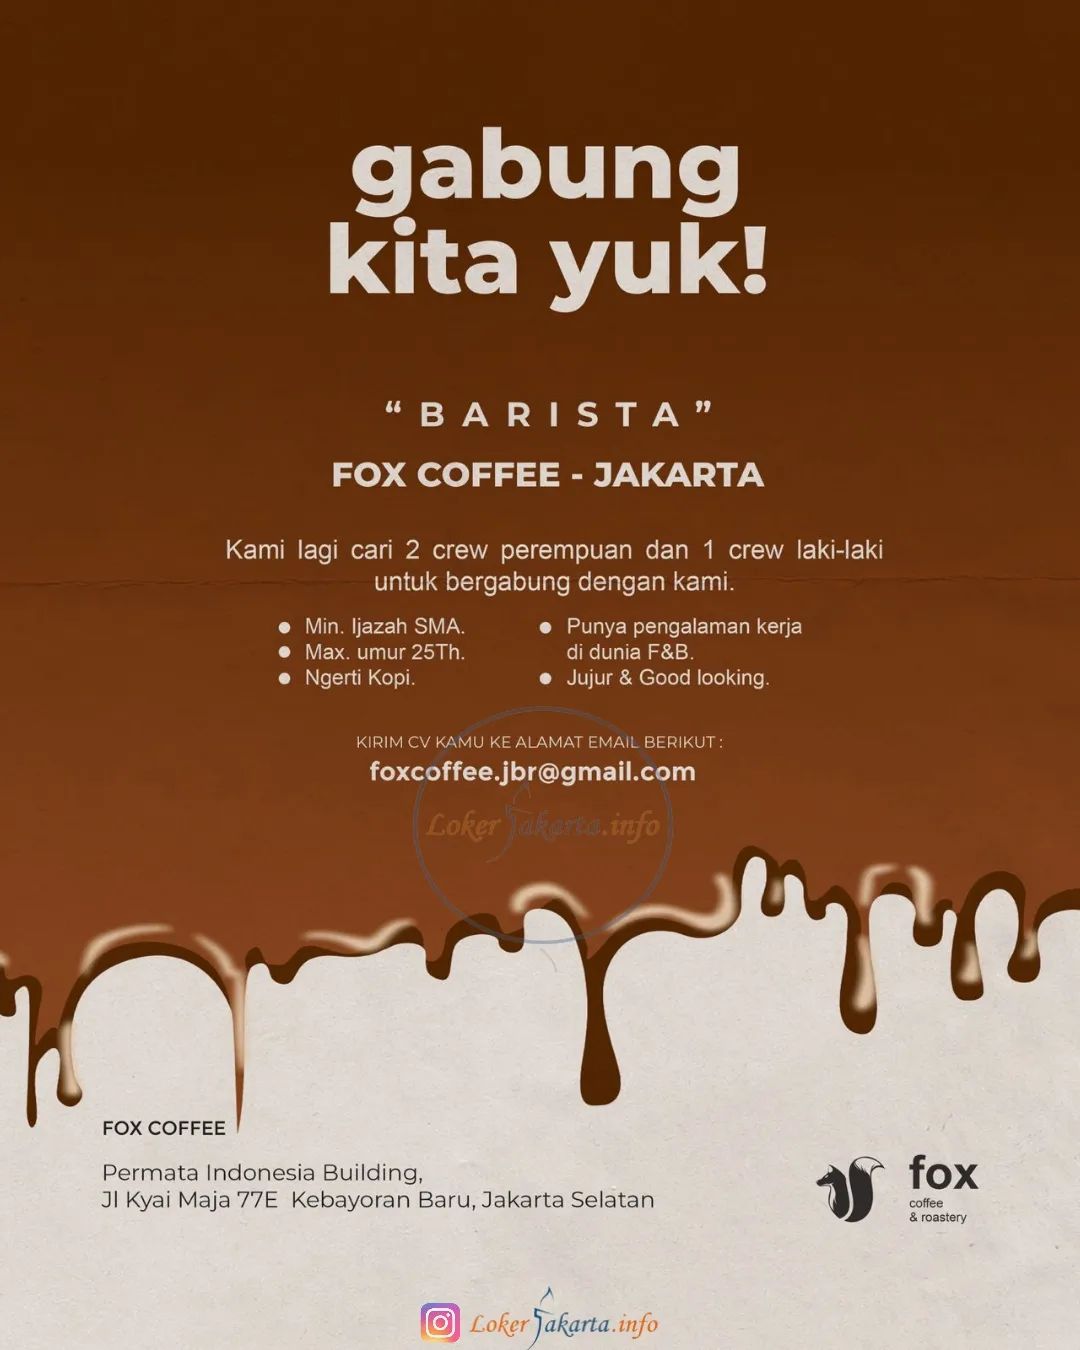 gabung
kita yuk!
“BARISTA”
FOX COFFEE - JAKARTA
Kami lagi cari 2 crew perempuan dan 1 crew laki-laki
untuk bergabung dengan kami.
Min. Ijazah SMA.
Max. umur 25Th.
Ngerti Kopi.
Punya pengalaman kerja
di dunia F&B.
Jujur & Good looking.
KIRIM CV KAMU KE ALAMAT EMAIL BERIKUT :
foxcoffee.jbr@gmail.com
Loker Jakarta.info
FOX COFFEE
Permata Indonesia Building,
Jl Kyai Maja 77E Kebayoran Baru, Jakarta Selatan
fox
coffee
& roastery
Loker Jakarta.info